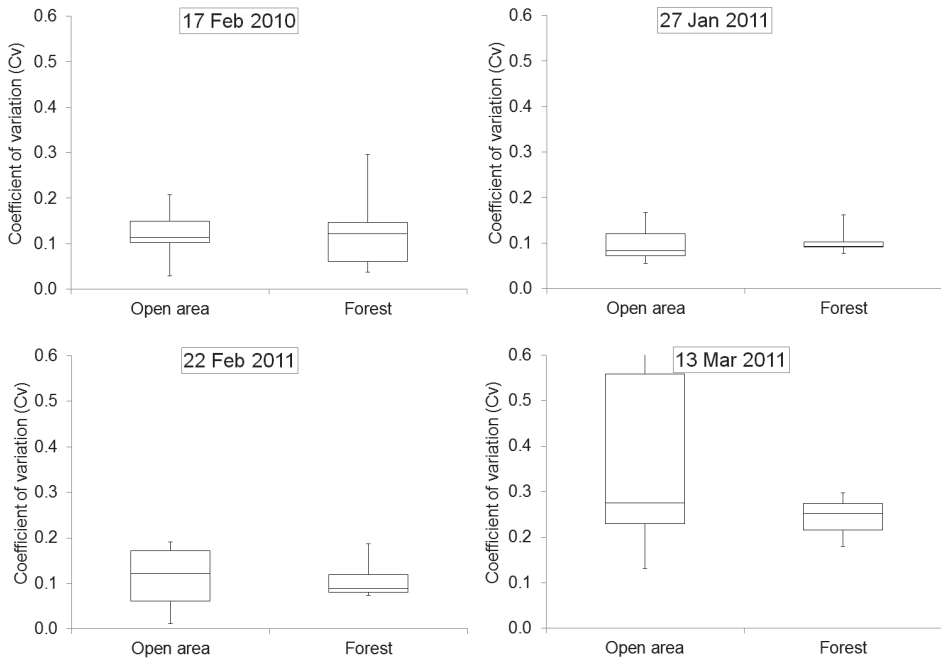 17 Feb 2010
Coefficient of variation (Cv)
0.6
0.5
0.4
0.3
0.2
0.1
0.0
Open area
Forest
27 Jan 2011
Coefficient of variation (Cv)
0.6
0.5
0.4
0.3
0.2
0.1
0.0
Open area
Forest
22 Feb 2011
Coefficient of variation (Cv)
0.6
0.5
0.4
0.3
0.2
0.1
0.0
Open area
Forest
13 Mar 2011
Coefficient of variation (Cv)
0.6
0.5
0.4
0.3
0.2
0.1
0.0
Open area
Forest